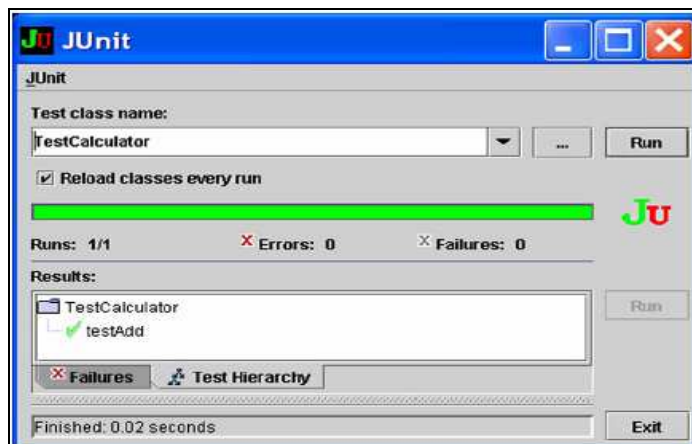 JU JUnit
JUnit
Test class name:
TestCalculator ... Run
Reload classes every run
JU
Runs: 1/1 Errors: 0 Failures: 0
Results:
TestCalculator Run
testAdd
Failures Test Hierarchy
Finished: 0.02 seconds Exit